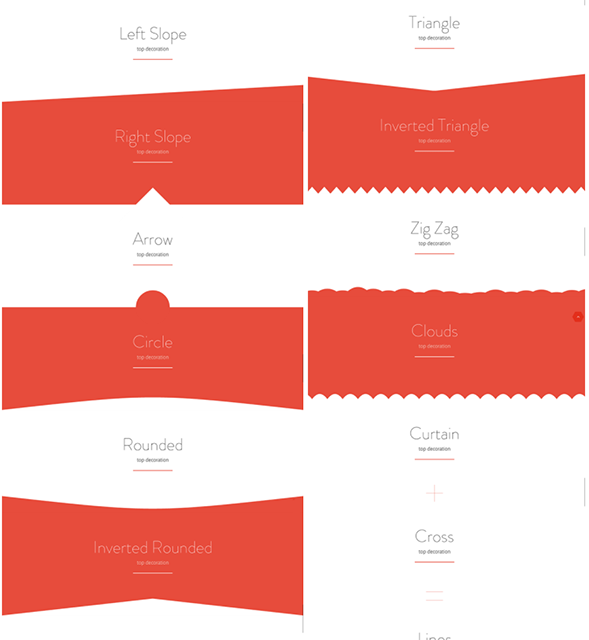 Left Slope
top decoration
Right Slope
top decoration
Arrow
top decoration
Circle
top decoration
Rounded
top decoration
Inverted Rounded
top decoration
Triangle
top decoration
Inverted Triangle
top decoration
Zig Zag
top decoration
Clouds
top decoration
Curtain
top decoration
Cross
top decoration
Lines